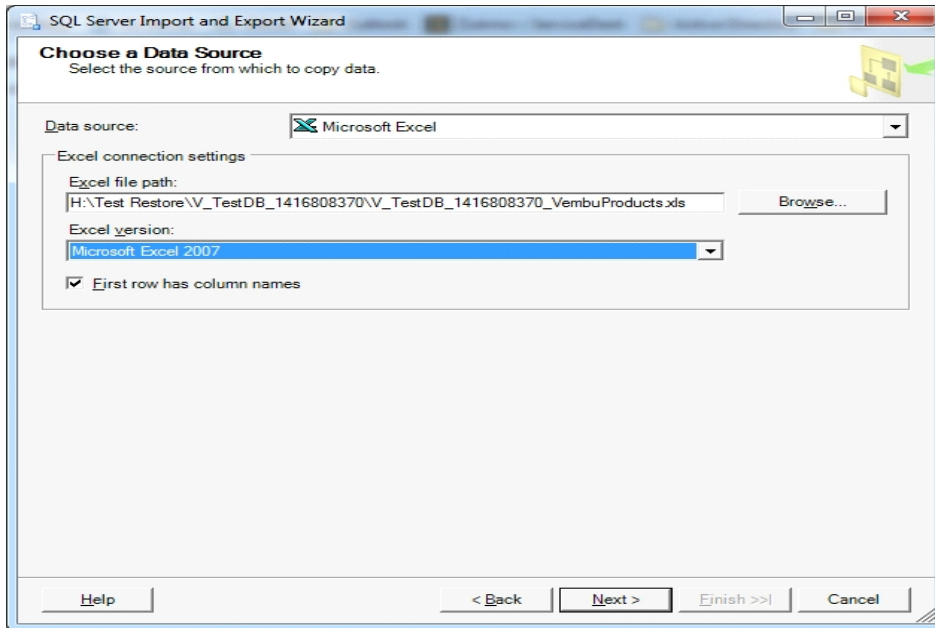 SQL Server Import and Export Wizard
Choose a Data Source
Select the source from which to copy data.
Data source: Microsoft Excel
Excel connection settings
Excel file path:
H:\Test Restore\V_TestDB_1416808370\V_TestDB_1416808370_VembuProducts.xls Browse...
Excel version:
Microsoft Excel 2007
First row has column names
Help < Back Next > Finish >>| Cancel